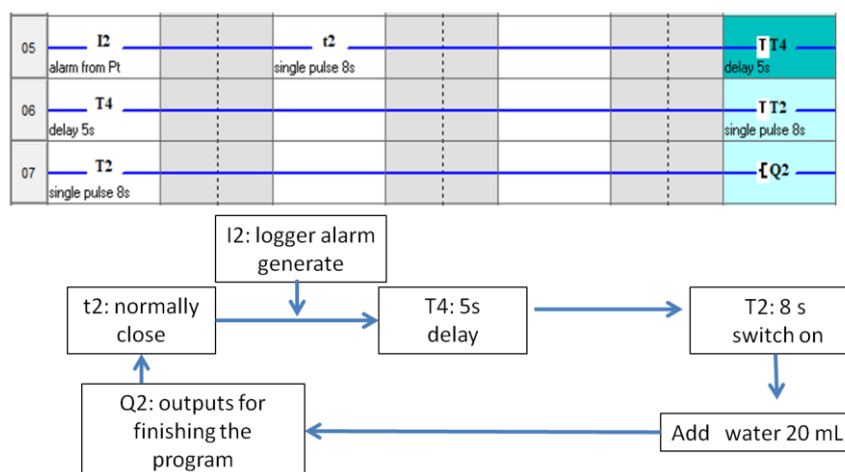 05 I2 t2 TT4
alarm from Pt single pulse 8s delay 5s
06 T4 TT2
delay 5s single pulse 8s
07 T2 {Q2
single pulse 8s
I2: logger alarm
generate
t2: normally
close
T4: 5s
delay
T2: 8 s
switch on
Q2: outputs for
finishing the
program
Add water 20 mL